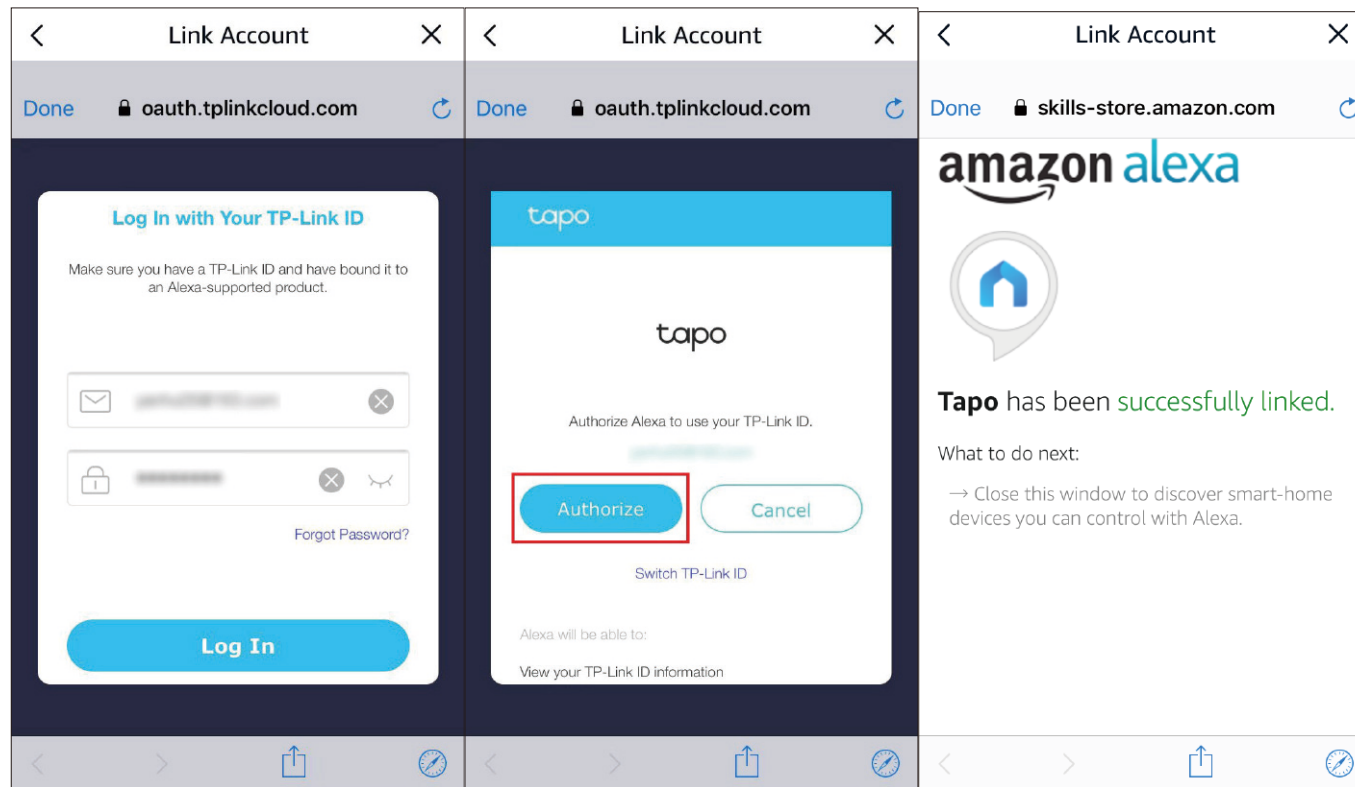 Link Account
Done
oauth.tplinkcloud.com
Log In with Your TP-Link ID
Make sure you have a TP-Link ID and have bound it to
an Alexa-supported product.
Forgot Password?
Log In
Link Account
Done
oauth.tplinkcloud.com
tapo
tapo
Authorize Alexa to use your TP-Link ID.
Authorize
Cancel
Switch TP-Link ID
Alexa will be able to:
View your TP-Link ID information
Link Account
Done
skills-store.amazon.com
amazon alexa
Tapo has been successfully linked.
What to do next:
→ Close this window to discover smart-home
devices you can control with Alexa.